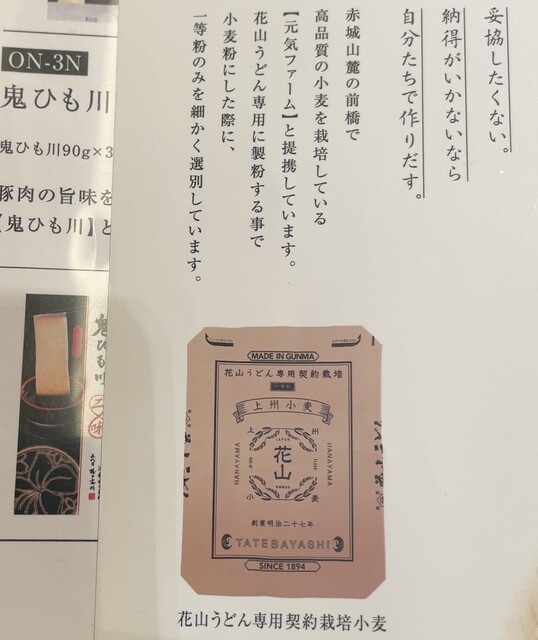 妥協したくない。
納得がいかないなら
自分たちで作りだす。
赤城山麓の前橋で
高品質の小麦を栽培している
【元気ファーム】と提携しています。
花山うどん専用に製粉する事で
小麦粉にした際に、
一等粉のみを細かく選別しています。
MADE IN GUNMA
花山うどん専用契約栽培
上州小麦
上州
JAPAN
花山
HANAYAMA
HANAYAMA
小麦
創業明治二十七年
TATEBAYASHI
SINCE 1894
花山うどん専用契約栽培小麦
ON-3N
鬼ひも川
鬼ひも川90g×3
豚肉の旨味を
【鬼ひも川】と
鬼ひも川